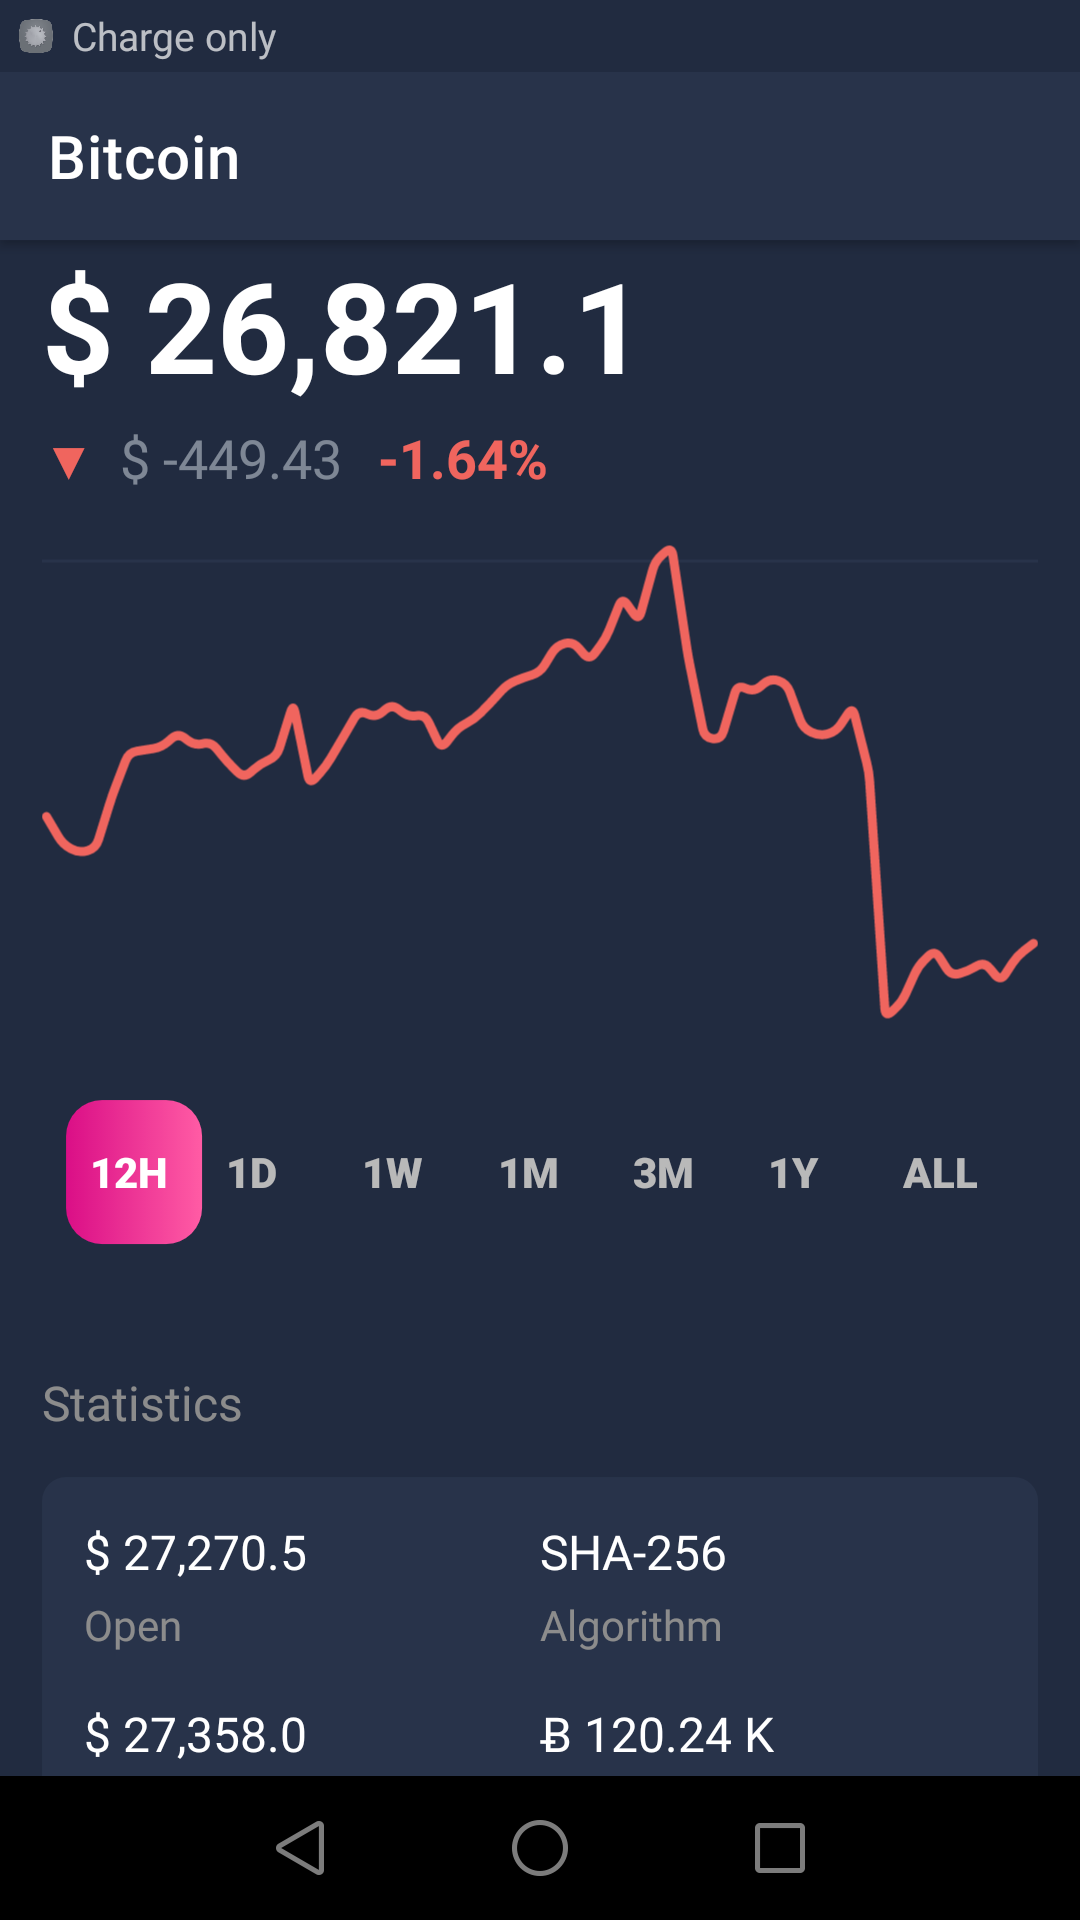 Charge only
Bitcoin
$ 26,821.1
▼ $ -449.43 -1.64%
12H 1D 1W 1M 3M 1Y ALL
Statistics
$ 27,270.5 SHA-256
Open Algorithm
$ 27,358.0 Ƀ 120.24 K